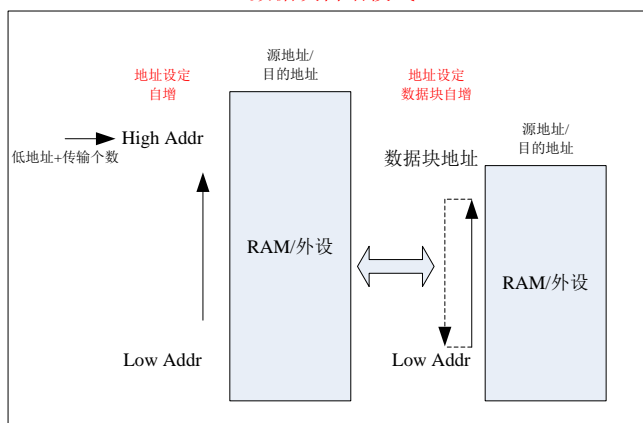 源地址/
目的地址
地址设定
自增
地址设定
数据块自增
源地址/
目的地址
High Addr
低地址+传输个数
数据块地址
RAM/外设
RAM/外设
Low Addr
Low Addr